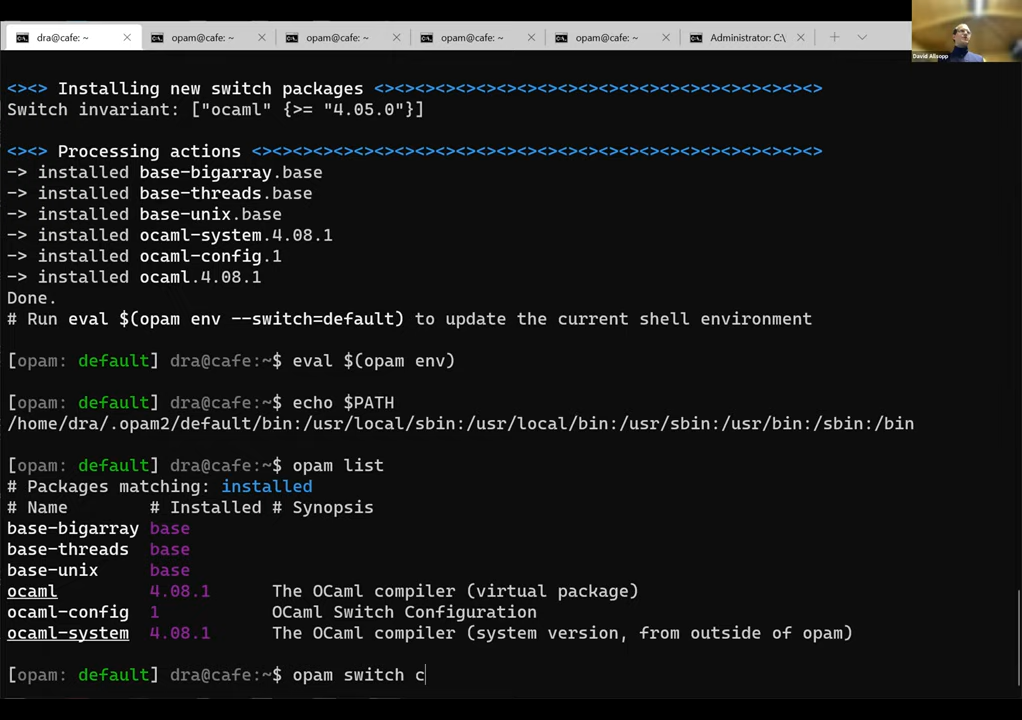 dra@cafe: ~ opam@cafe: ~ opam@cafe: ~ opam@cafe: ~ opam@cafe: ~ Administrator: C:\
David Allsopp
<><> Installing new switch packages <><><><><><><><><><><><><><><><><><><><><><>
Switch invariant: ["ocaml" {>= "4.05.0"}]
<><> Processing actions <><><><><><><><><><><><><><><><><><><><><><><><><><><><>
-> installed base-bigarray.base
-> installed base-threads.base
-> installed base-unix.base
-> installed ocaml-system.4.08.1
-> installed ocaml-config.1
-> installed ocaml.4.08.1
Done.
# Run eval $(opam env --switch=default) to update the current shell environment
[opam: default] dra@cafe:~$ eval $(opam env)
[opam: default] dra@cafe:~$ echo $PATH
/home/dra/.opam2/default/bin:/usr/local/sbin:/usr/local/bin:/usr/sbin:/usr/bin:/sbin:/bin
[opam: default] dra@cafe:~$ opam list
# Packages matching: installed
# Name # Installed # Synopsis
base-bigarray base
base-threads base
base-unix base
ocaml 4.08.1 The OCaml compiler (virtual package)
ocaml-config 1 OCaml Switch Configuration
ocaml-system 4.08.1 The OCaml compiler (system version, from outside of opam)
[opam: default] dra@cafe:~$ opam switch c